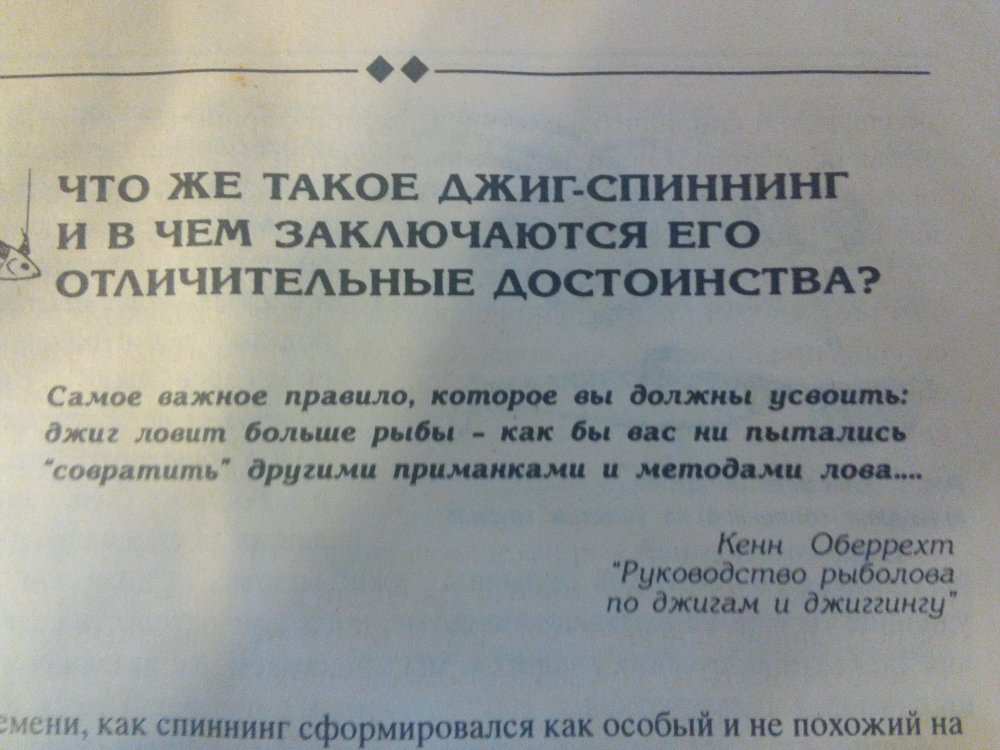 ЧТО ЖЕ ТАКОЕ ДЖИГ-СПИННИНГ
И В ЧЕМ ЗАКЛЮЧАЮТСЯ ЕГО
ОТЛИЧИТЕЛЬНЫЕ ДОСТОИНСТВА?
Самое важное правило, которое вы должны усвоить:
джиг ловит больше рыбы – как бы вас ни пытались
"совратить" другими приманками и методами лова....
Кенн Оберрехт
"Руководство рыболова
по джигам и джиггингу"
емени, как спиннинг сформировался как особый и не похожий на